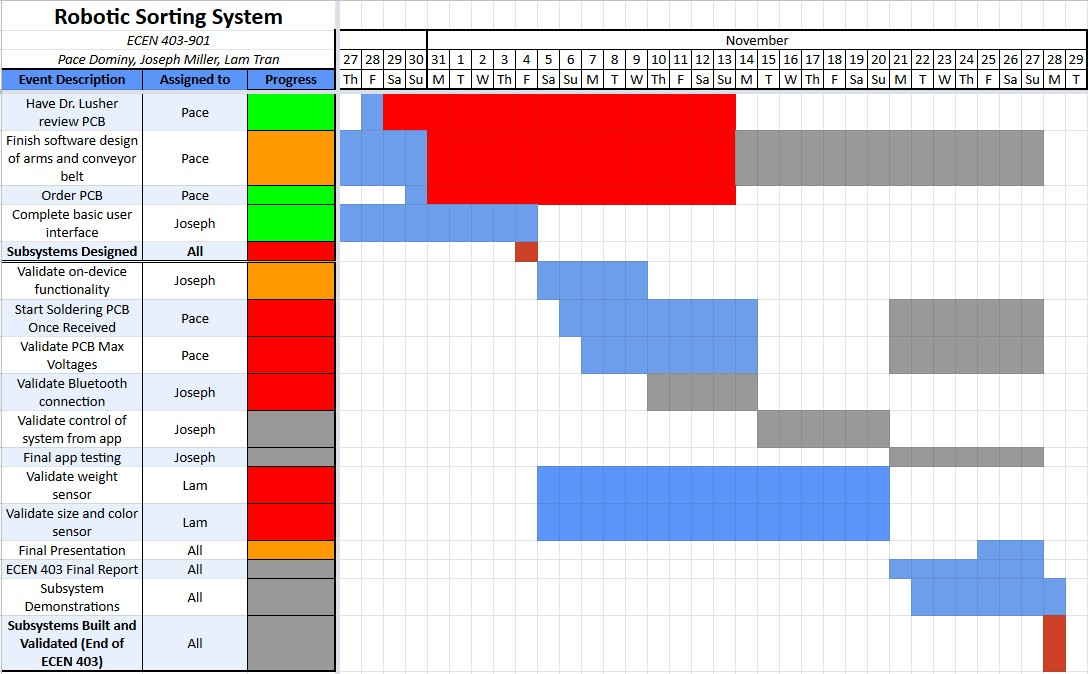 Robotic Sorting System
ECEN 403-901
November
Pace Dominy, Joseph Miller, Lam Tran
27 28 29 30 31 1 2 3 4 5 6 7 8 9 10 11 12 13 14 15 16 17 18 19 20 21 22 23 24 25 26 27 28 29
Event Description Assigned to Progress
Th F Sa Su M T W Th F Sa Su M T W Th F Sa Su M T W Th F Sa Su M T W Th F Sa Su M T
Have Dr. Lusher
review PCB
Pace
Finish software design
of arms and conveyor
belt
Pace
Order PCB
Pace
Complete basic user
interface
Joseph
Subsystems Designed
All
Validate on-device
functionality
Joseph
Start Soldering PCB
Once Received
Pace
Validate PCB Max
Voltages
Pace
Validate Bluetooth
connection
Joseph
Validate control of
system from app
Joseph
Final app testing
Joseph
Validate weight
sensor
Lam
Validate size and color
sensor
Lam
Final Presentation
All
ECEN 403 Final Report
All
Subsystem
Demonstrations
All
Subsystems Built and
Validated (End of
ECEN 403)
All